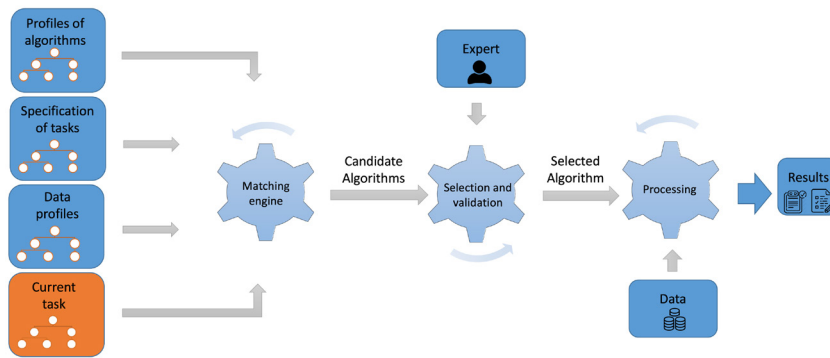 Profiles of
algorithms
Specification
of tasks
Data
profiles
Current
task
Matching
engine
Candidate
Algorithms
Expert
Selection and
validation
Selected
Algorithm
Processing
Data
Results